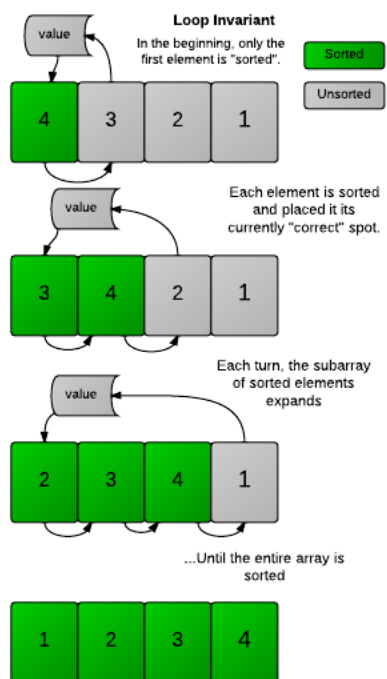 Loop Invariant
value
In the beginning, only the
first element is "sorted".
Sorted
Unsorted
4 3 2 1
Each element is sorted
and placed it its
currently "correct" spot.
value
3 4 2 1
Each turn, the subarray
of sorted elements
expands
value
2 3 4 1
...Until the entire array is
sorted
1 2 3 4